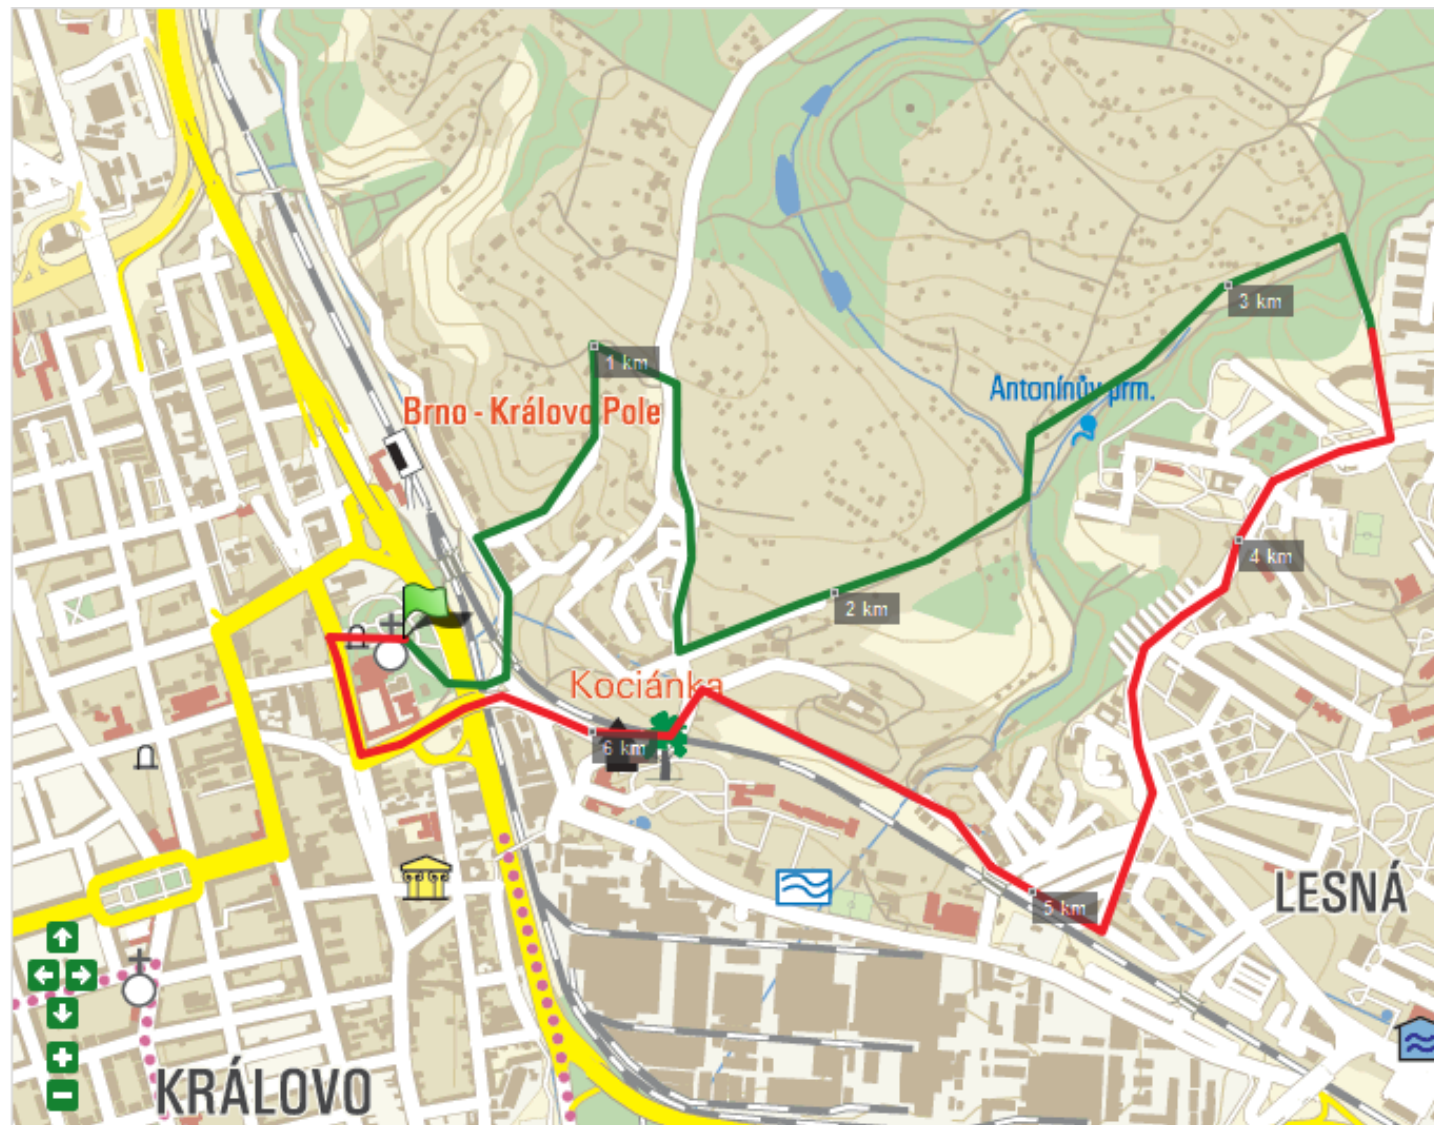 3 km
1 km
Antonínův prm.
Brno - Královo Pole
4 km
2 km
Kociánka
6 km
LESNÁ
5 km
KRÁLOVO